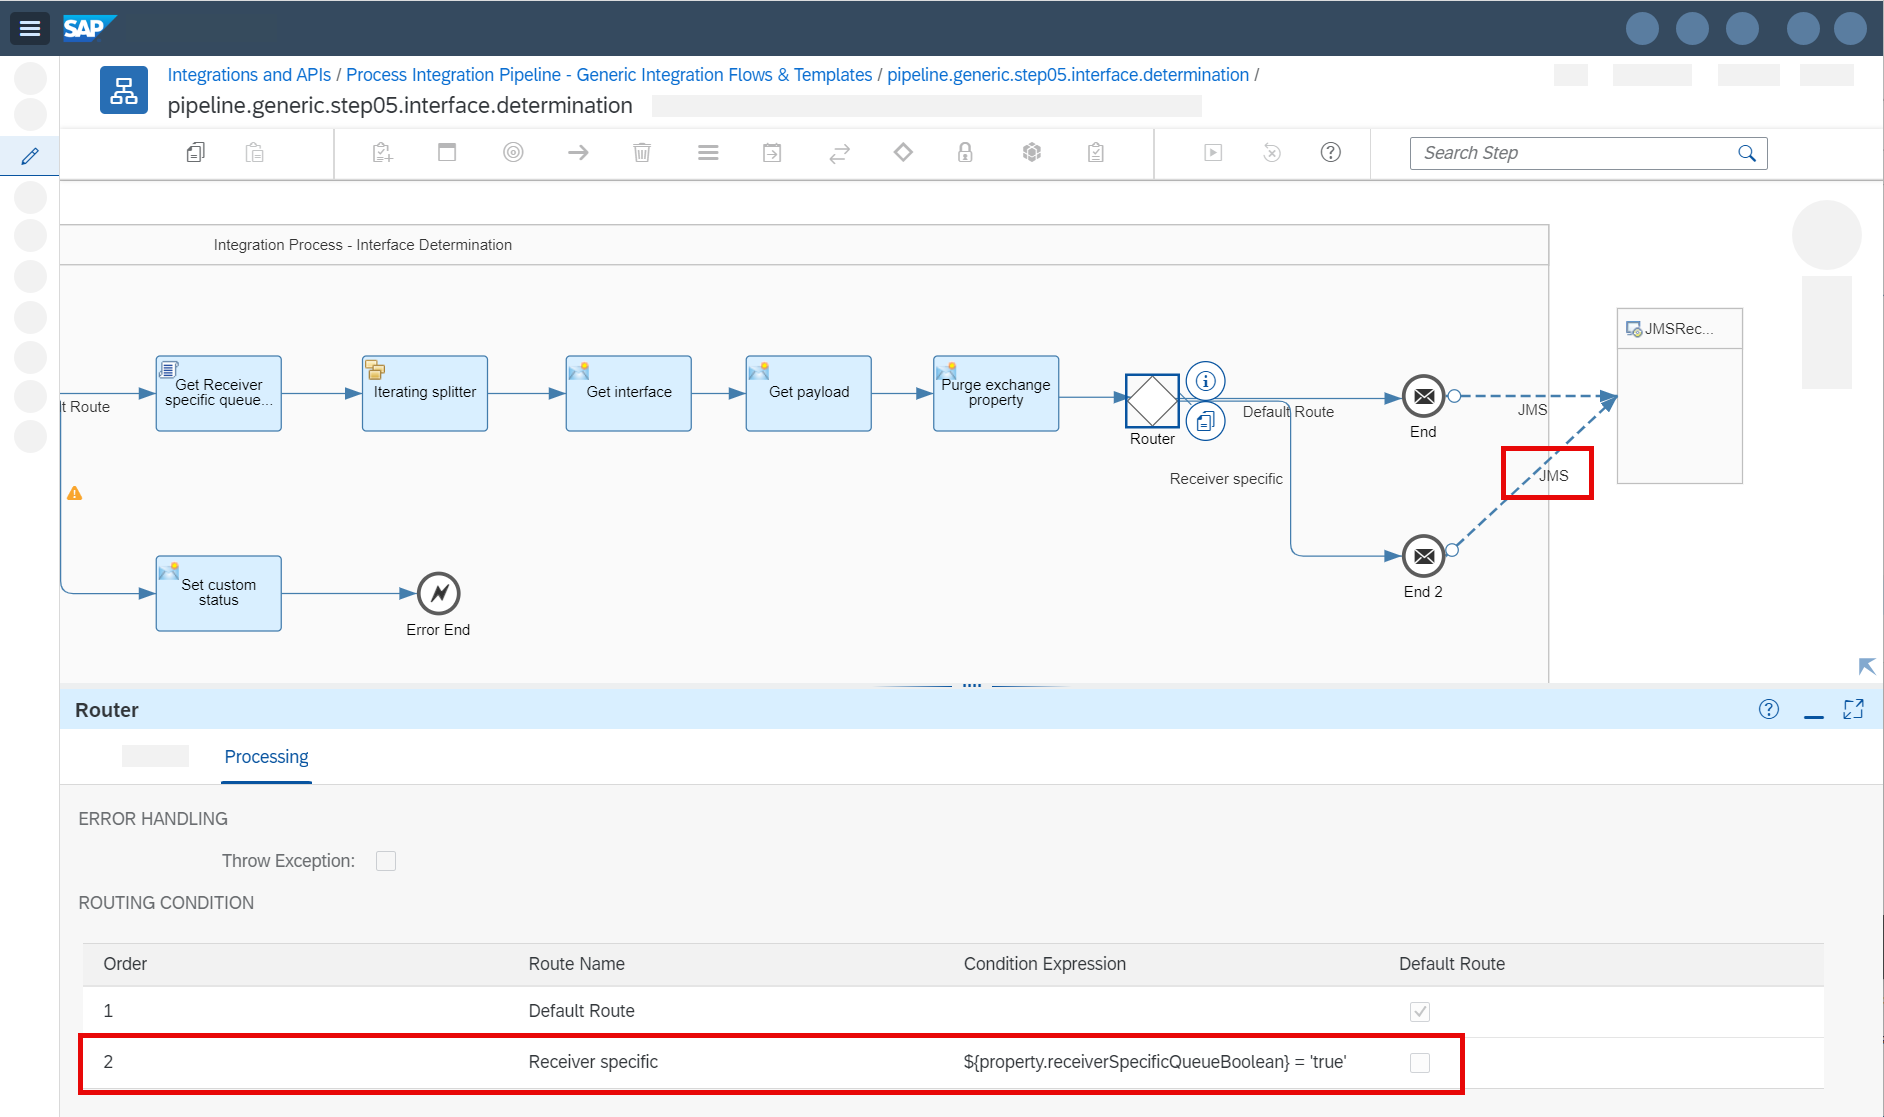 SAP
Integrations and APIs / Process Integration Pipeline - Generic Integration Flows & Templates / pipeline.generic.step05.interface.determination /
pipeline.generic.step05.interface.determination
Search Step
Integration Process - Interface Determination
JMSRec...
Get Receiver
specific queue...
Iterating splitter
Get interface
Get payload
Purge exchange
property
lt Route
Router
Default Route
End
JMS
Receiver specific
JMS
Set custom
status
Error End
End 2
Router
Processing
ERROR HANDLING
Throw Exception:
ROUTING CONDITION
Order Route Name Condition Expression Default Route
1 Default Route
2 Receiver specific ${property.receiverSpecificQueueBoolean} = 'true'